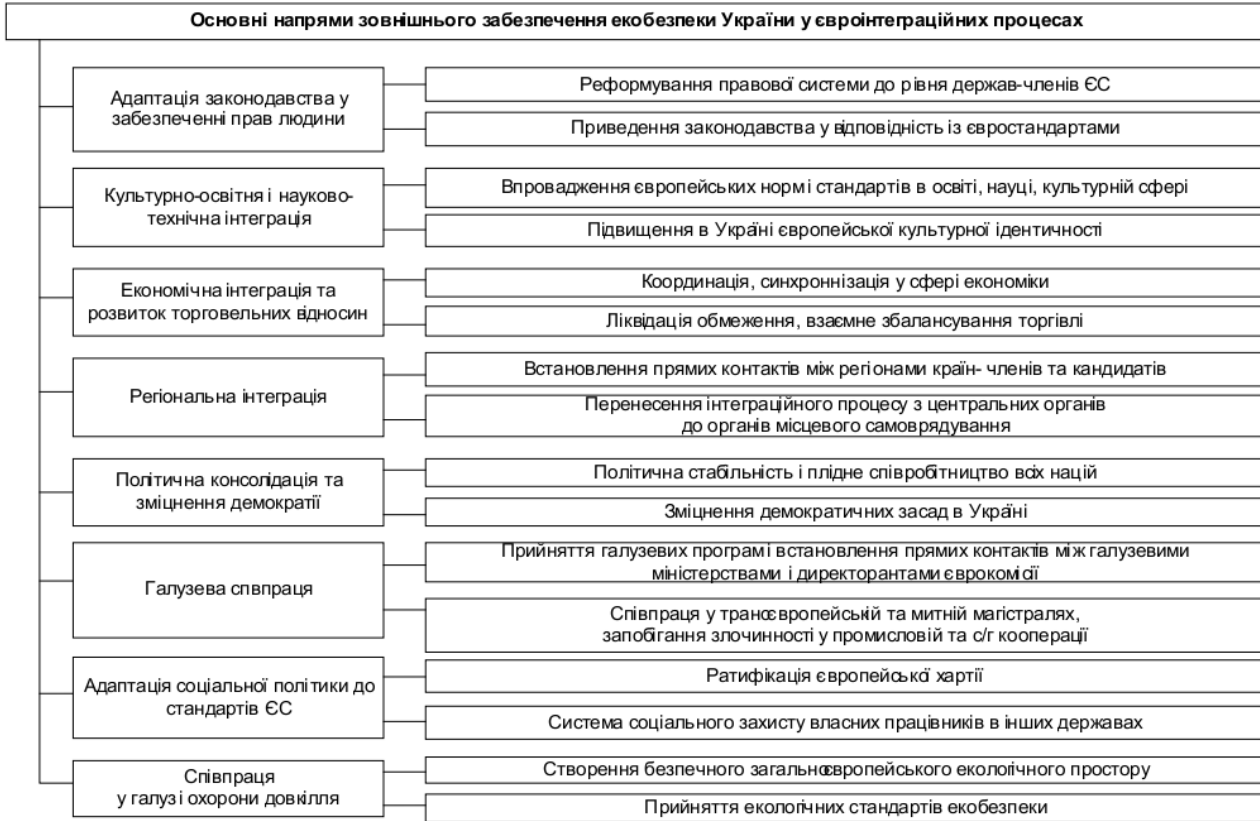 Основні напрями зовнішнього забезпечення екобезпеки України у євроінтеграційних процесах
Адаптація законодавства у
забезпеченні прав людини
Реформування правової системи до рівня держав-членів ЄС
Приведення законодавства у відповідність із євростандартами
Культурно-освітня і науково-
технічна інтеграція
Впровадження європейських нормі стандартів в освіті, науці, культурній сфері
Підвищення в Україні європейської культурної ідентичності
Економічна інтеграція та
розвиток торговельних відносин
Координація, синхроннізація у сфері економіки
Ліквідація обмеження, взаємне збалансування торгівлі
Регіональна інтеграція
Встановлення прямих контактів між регіонами країн- членів та кандидатів
Перенесення інтеграційного процесу з центральних органів
до органів місцевого самоврядування
Політична консолідація та
зміцнення демократії
Політична стабільність і плідне співробітництво всіх націй
Зміцнення демократичних засад в Україні
Галузева спвпраця
Прийняття галузевих програмі встановлення прямих контактів між галузевими
міністерствами і директорантами єврокомісії
Співпраця у трансєвропейській та митній магістралях,
запобігання злочинності у промисловій та с/г кооперації
Адаптація соціальної політики до
стандартів ЄС
Ратифікація європейської хартії
Система соціального захисту власних працівників в інших державах
Співпраця
у галузі охорони довкілля
Створення безпечного загальноєвропейського екологічного простору
Прийняття екологічних стандартів екобезпеки